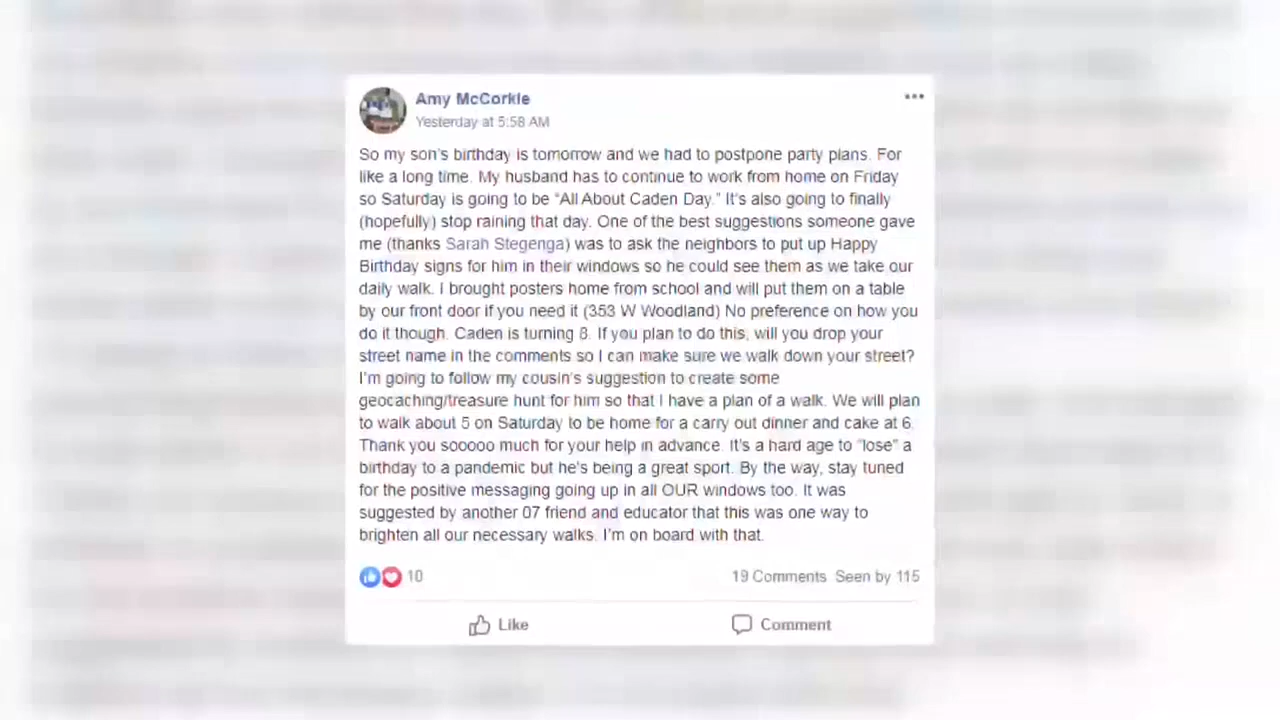 Amy McCorkle
Yesterday at 5:58 AM
So my son's birthday is tomorrow and we had to postpone party plans. For
like a long time. My husband has to continue to work from home on Friday
so Saturday is going to be "All About Caden Day." It's also going to finally
(hopefully) stop raining that day. One of the best suggestions someone gave
me (thanks Sarah Stegenga) was to ask the neighbors to put up Happy
Birthday signs for him in their windows so he could see them as we take our
daily walk. I brought posters home from school and will put them on a table
by our front door if you need it (353 W Woodland) No preference on how you
do it though. Caden is turning 8. If you plan to do this, will you drop your
street name in the comments so I can make sure we walk down your street?
I'm going to follow my cousin's suggestion to create some
geocaching/treasure hunt for him so that I have a plan of a walk. We will plan
to walk about 5 on Saturday to be home for a carry out dinner and cake at 6.
Thank you sooooo much for your help in advance. It's a hard age to "lose" a
birthday to a pandemic but he's being a great sport. By the way, stay tuned
for the positive messaging going up in all OUR windows too. It was
suggested by another 07 friend and educator that this was one way to
brighten all our necessary walks. I'm on board with that.
10
19 Comments Seen by 115
Like
Comment